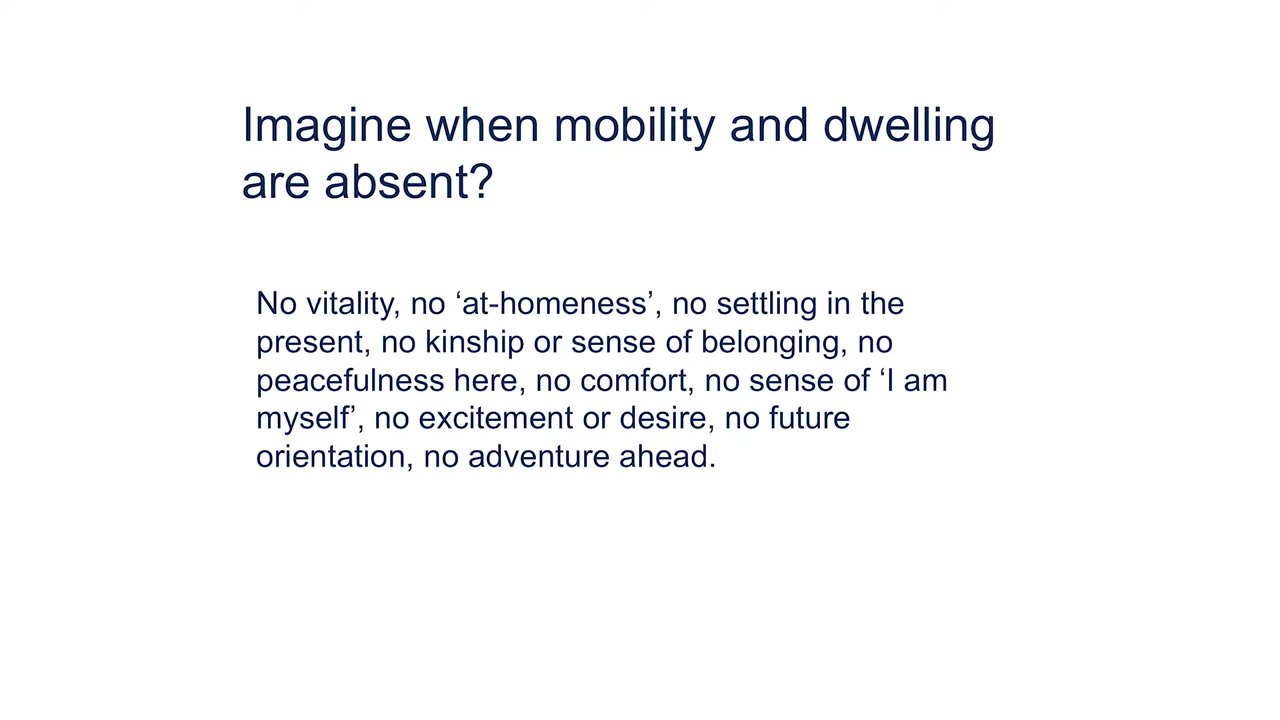 Imagine when mobility and dwelling
are absent?
No vitality, no ‘at-homeness’, no settling in the
present, no kinship or sense of belonging, no
peacefulness here, no comfort, no sense of ‘I am
myself’, no excitement or desire, no future
orientation, no adventure ahead.